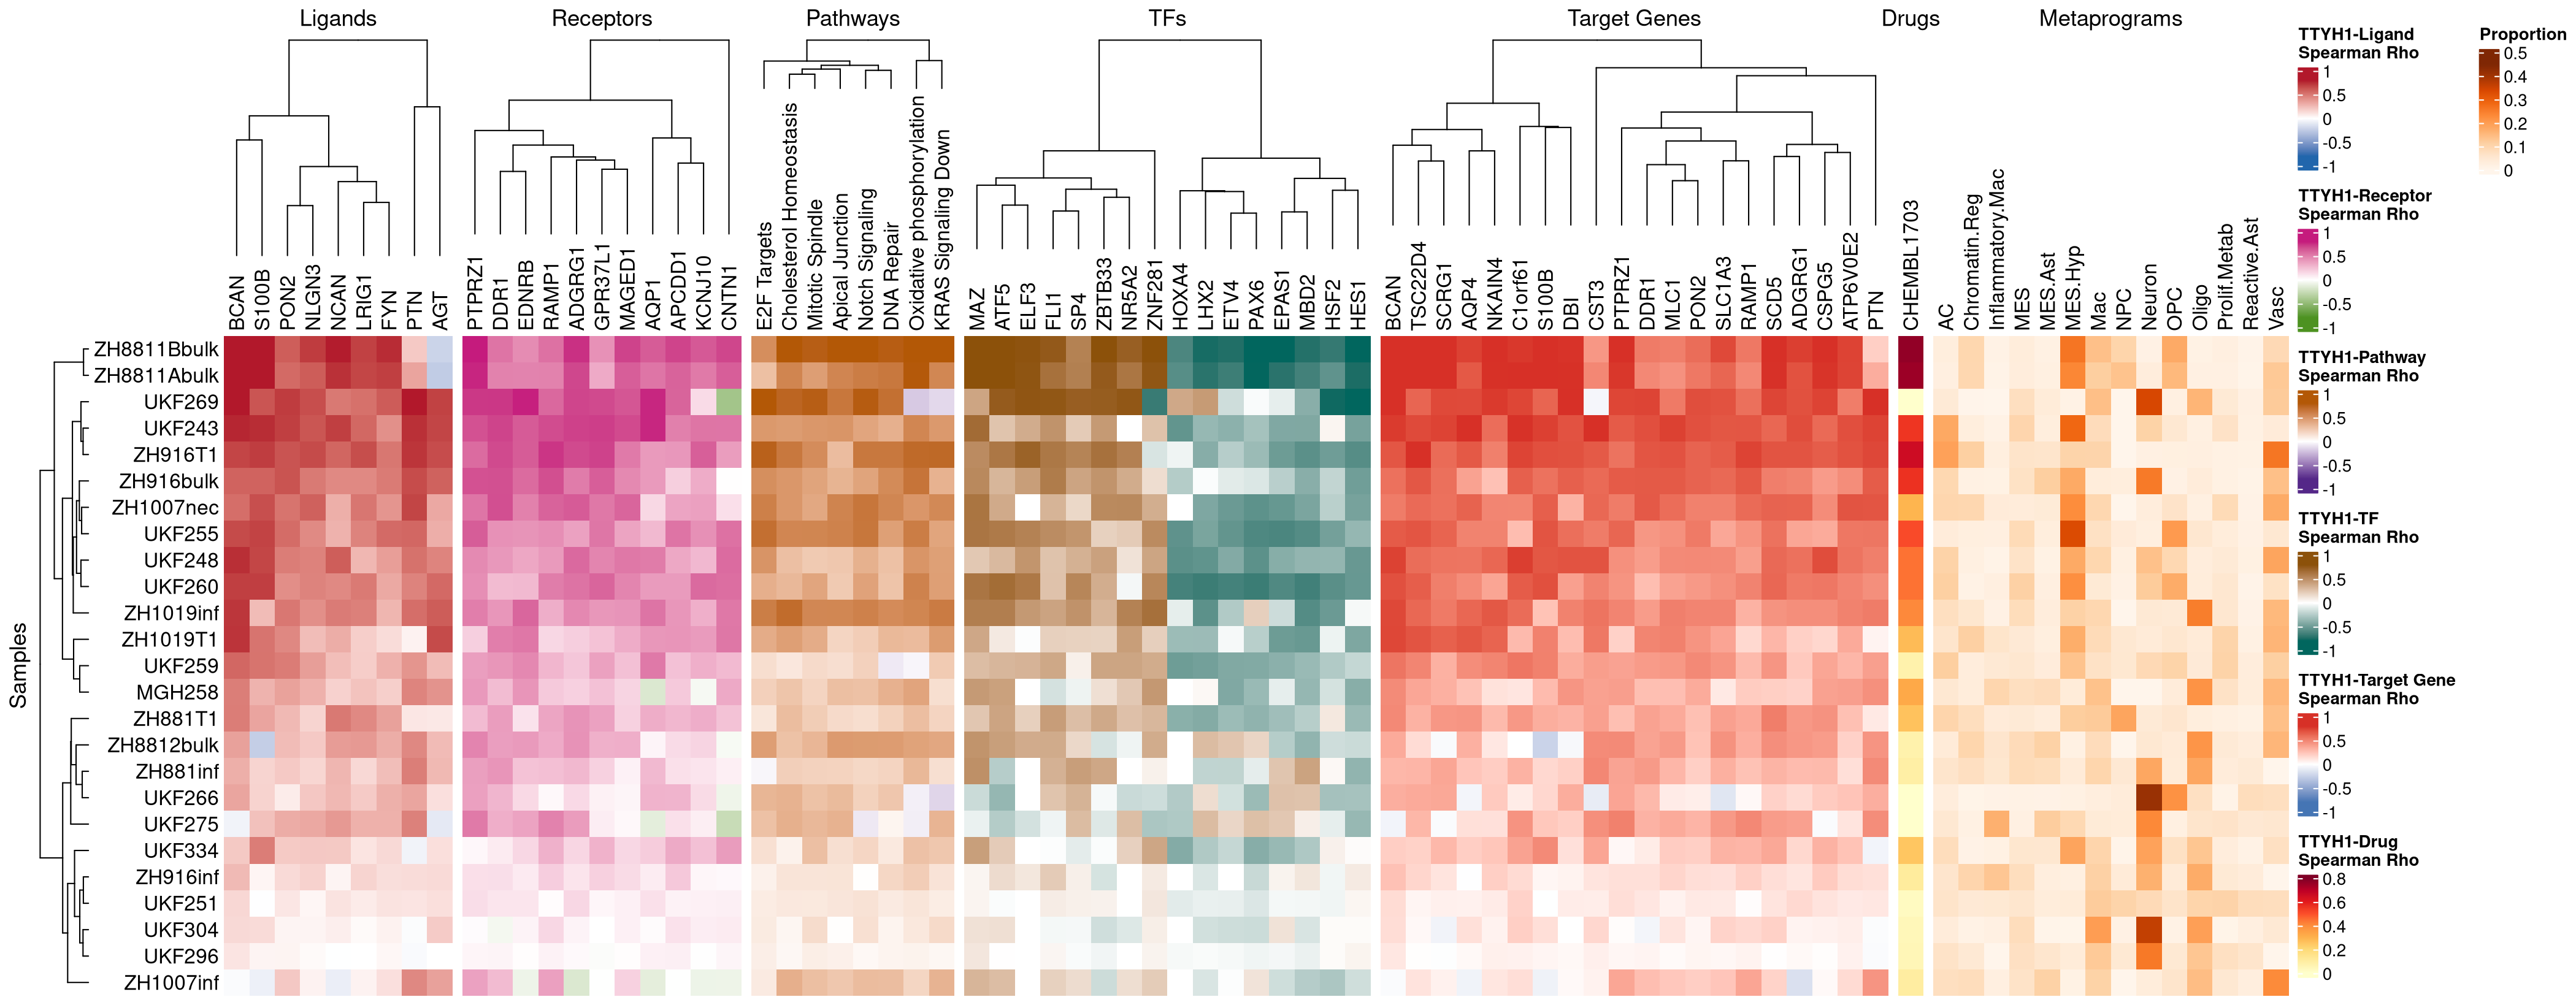 Ligands
Receptors
Pathways
TFs
Target Genes
Drugs
Metaprograms
BCAN
S100B
PON2
NLGN3
NCAN
LRIG1
FYN
PTN
AGT
PTPRZ1
DDR1
EDNRB
RAMP1
ADGRG1
GPR37L1
MAGED1
AQP1
APCDD1
KCNJ10
CNTN1
E2F Targets
Cholesterol Homeostasis
Mitotic Spindle
Apical Junction
Notch Signaling
DNA Repair
Oxidative phosphorylation
KRAS Signaling Down
MAZ
ATF5
ELF3
FLI1
SP4
ZBTB33
NR5A2
ZNF281
HOXA4
LHX2
ETV4
PAX6
EPAS1
MBD2
HSF2
HES1
BCAN
TSC22D4
SCRG1
AQP4
NKAIN4
C1orf61
S100B
DBI
CST3
PTPRZ1
DDR1
MLC1
PON2
SLC1A3
RAMP1
SCD5
ADGRG1
CSPG5
ATP6V0E2
PTN
CHEMBL1703
AC
Chromatin.Reg
Inflammatory.Mac
MES
MES.Ast
MES.Hyp
Mac
NPC
Neuron
OPC
Oligo
Prolif.Metab
Reactive.Ast
Vasc
Samples
ZH8811Bbulk
ZH8811Abulk
UKF269
UKF243
ZH916T1
ZH916bulk
ZH1007nec
UKF255
UKF248
UKF260
ZH1019inf
ZH1019T1
UKF259
MGH258
ZH881T1
ZH8812bulk
ZH881inf
UKF266
UKF275
UKF334
ZH916inf
UKF251
UKF304
UKF296
ZH1007inf
TTYH1-Ligand
Spearman Rho
1
0.5
0
-0.5
-1
TTYH1-Receptor
Spearman Rho
1
0.5
0
-0.5
-1
TTYH1-Pathway
Spearman Rho
1
0.5
0
-0.5
-1
TTYH1-TF
Spearman Rho
1
0.5
0
-0.5
-1
TTYH1-Target Gene
Spearman Rho
1
0.5
0
-0.5
-1
TTYH1-Drug
Spearman Rho
0.8
0.6
0.4
0.2
0
Proportion
0.5
0.4
0.3
0.2
0.1
0